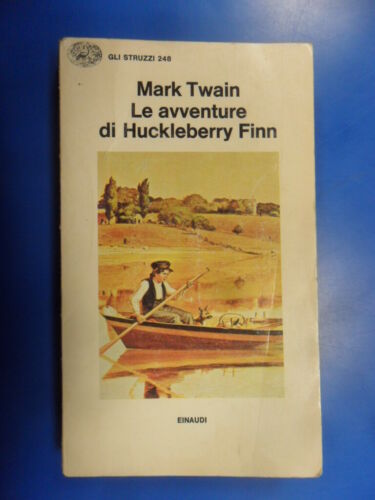 GLI STRUZZI 248
Mark Twain
Le avventure
di Huckleberry Finn
EINAUDI